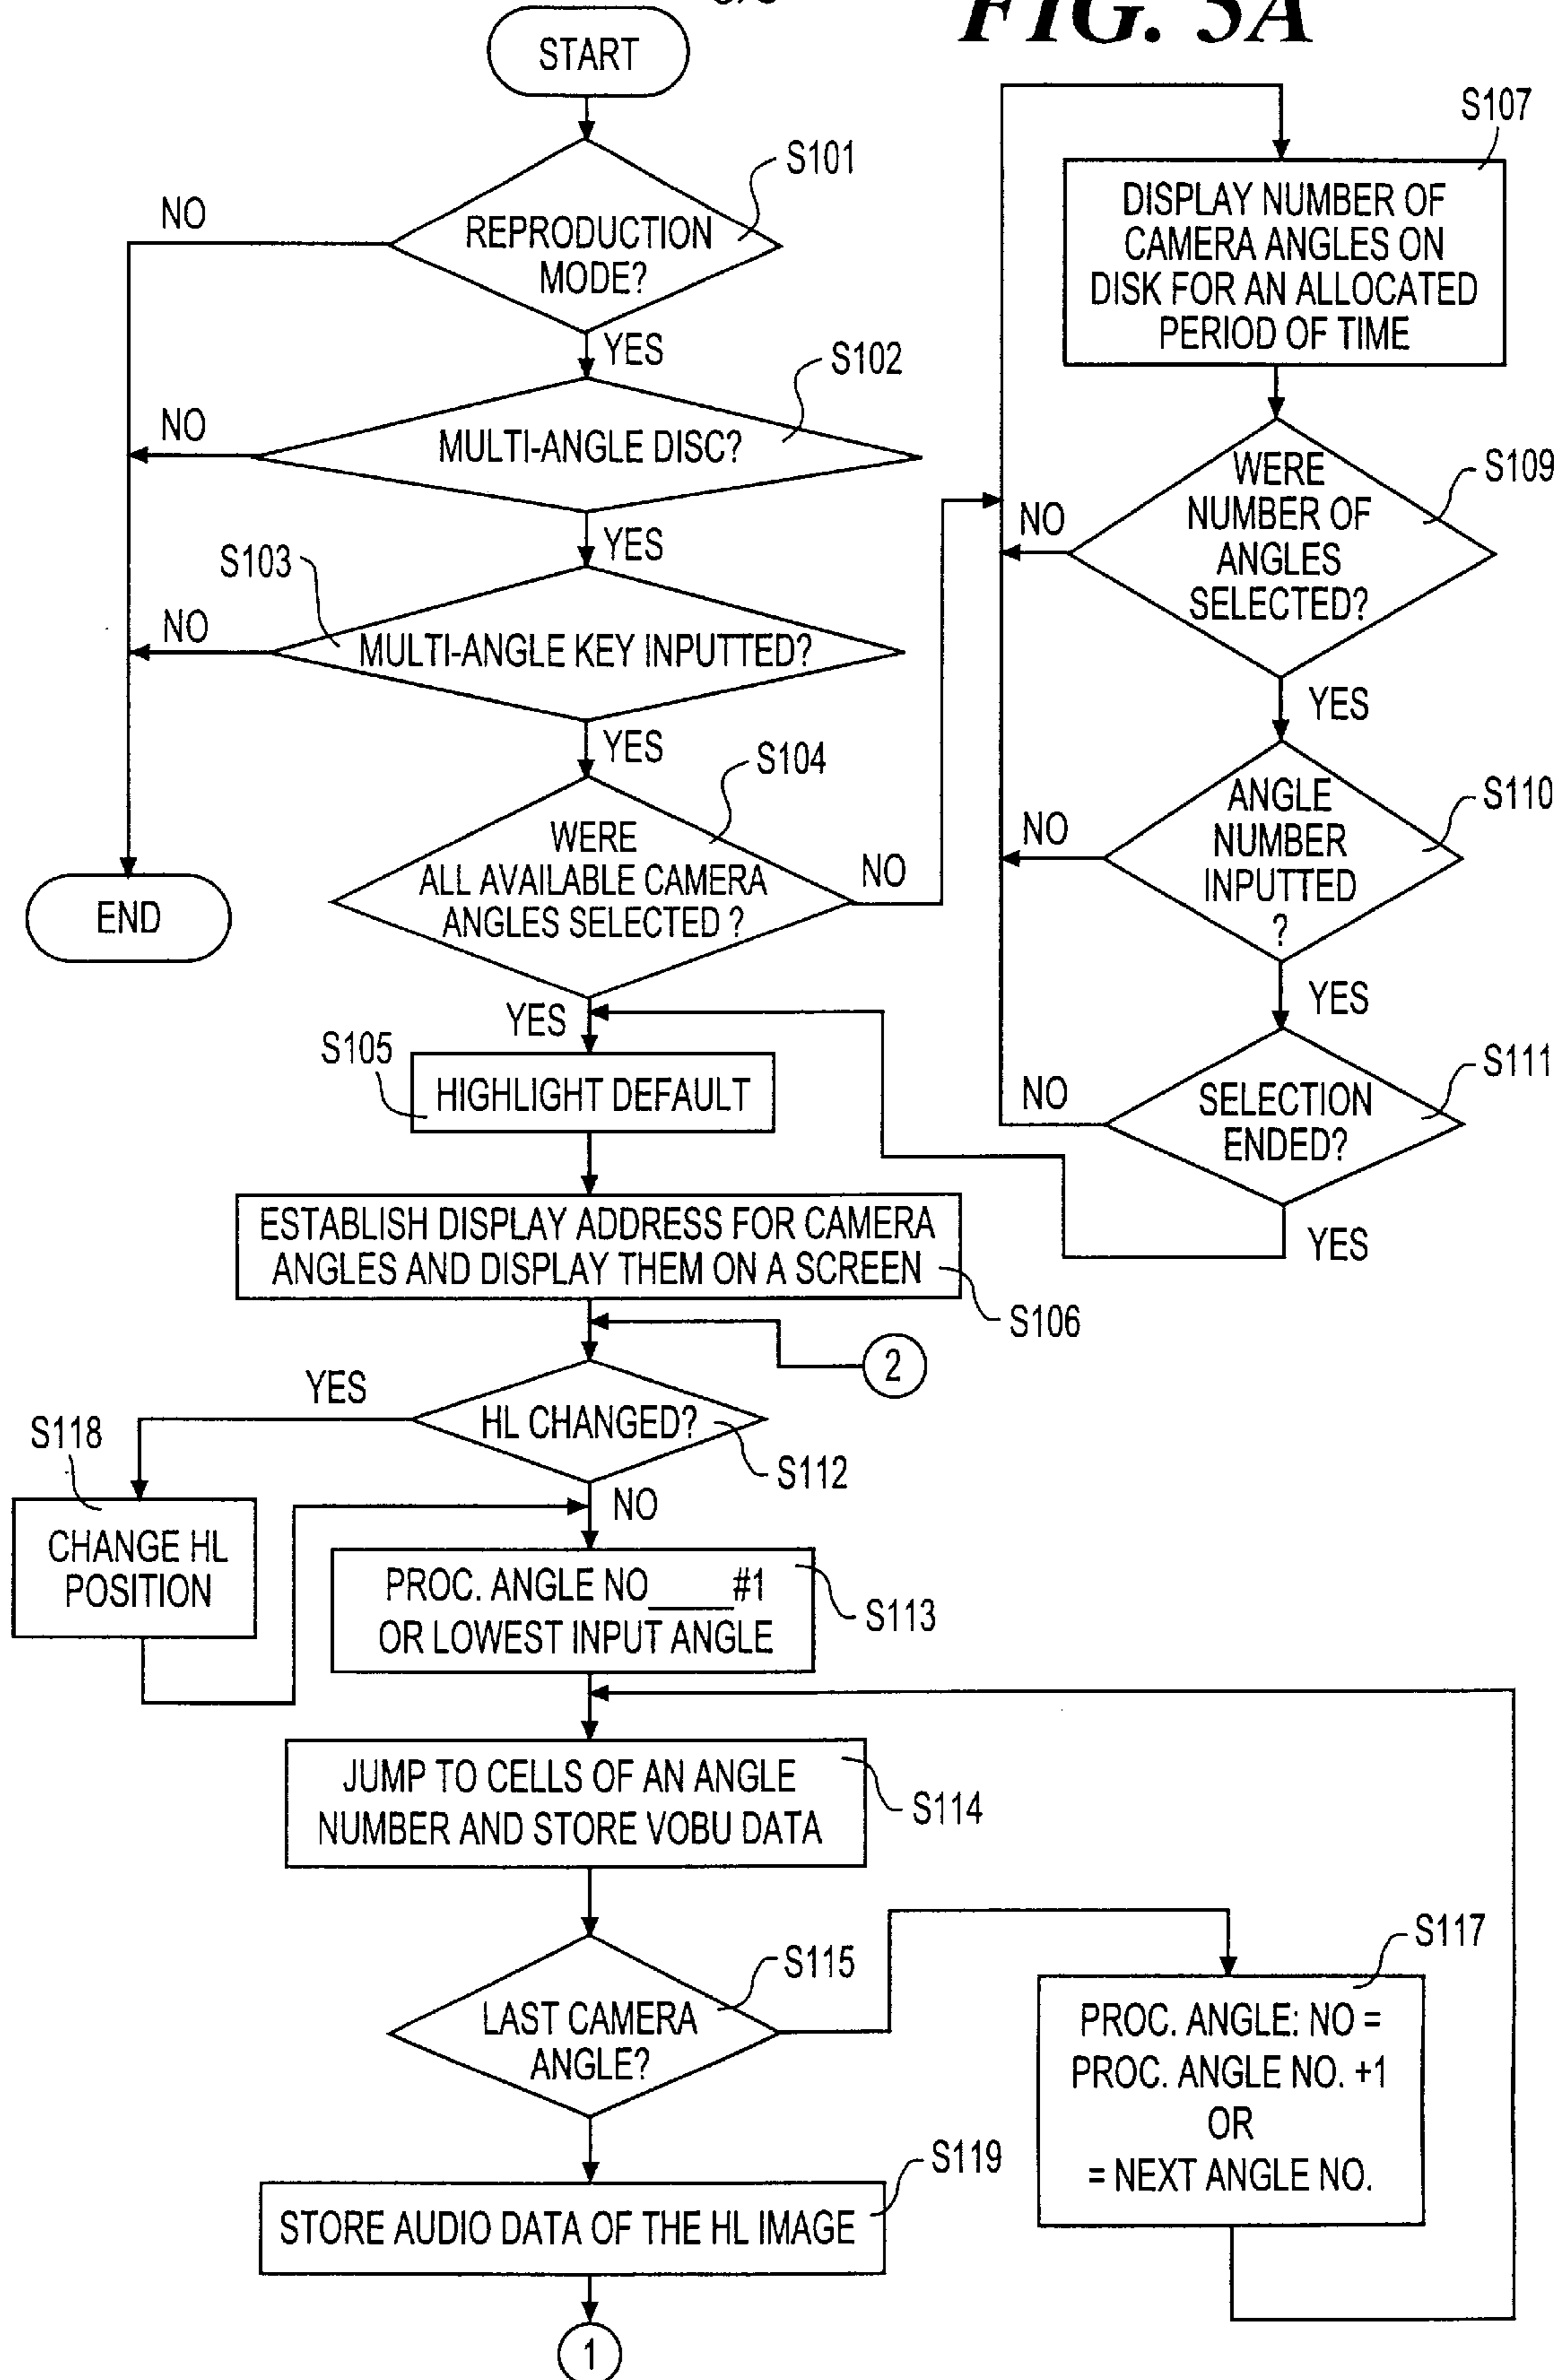 FIG. 5A
START
S101
REPRODUCTION
MODE?
NO
YES
S102
MULTI-ANGLE DISC?
NO
YES
S103
MULTI-ANGLE KEY INPUTTED?
NO
YES
S104
WERE
ALL AVAILABLE CAMERA
ANGLES SELECTED ?
NO
YES
END
S105
HIGHLIGHT DEFAULT
ESTABLISH DISPLAY ADDRESS FOR CAMERA
ANGLES AND DISPLAY THEM ON A SCREEN
S106
2
S107
DISPLAY NUMBER OF
CAMERA ANGLES ON
DISK FOR AN ALLOCATED
PERIOD OF TIME
S109
WERE
NUMBER OF
ANGLES
SELECTED?
NO
YES
S110
ANGLE
NUMBER
INPUTTED
?
NO
YES
S111
SELECTION
ENDED?
NO
YES
HL CHANGED?
S112
YES
NO
S118
CHANGE HL
POSITION
PROC. ANGLE NO_____#1
OR LOWEST INPUT ANGLE
S113
JUMP TO CELLS OF AN ANGLE
NUMBER AND STORE VOBU DATA
S114
S115
LAST CAMERA
ANGLE?
S117
PROC. ANGLE: NO =
PROC. ANGLE NO. +1
OR
= NEXT ANGLE NO.
S119
STORE AUDIO DATA OF THE HL IMAGE
1